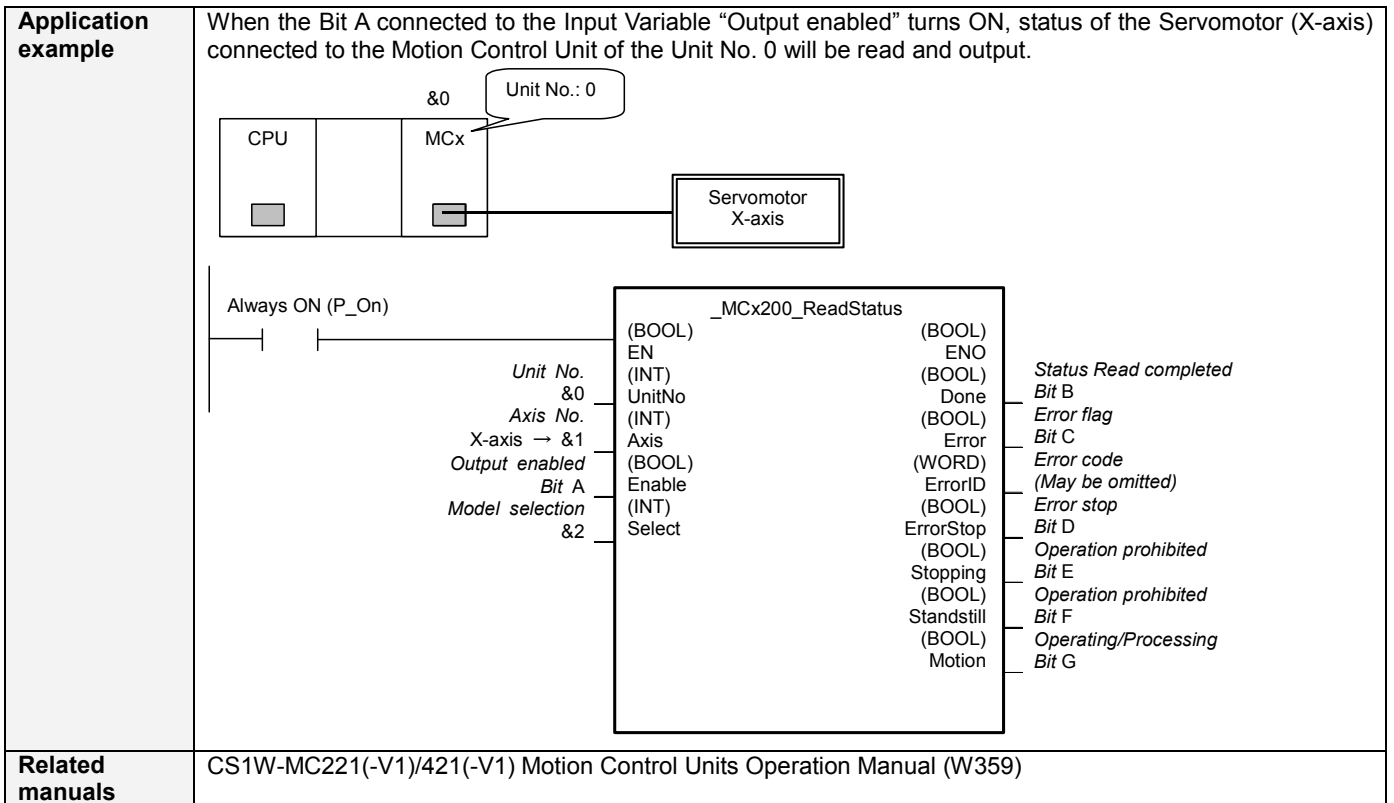 Application example
When the Bit A connected to the Input Variable “Output enabled” turns ON, status of the Servomotor (X-axis)
connected to the Motion Control Unit of the Unit No. 0 will be read and output.
&0
Unit No.: 0
CPU
MCx
Servomotor
X-axis
Always ON (P_On)
_MCx200_ReadStatus
(BOOL) (BOOL)
EN ENO
Unit No. (INT) (BOOL) Status Read completed
&0 UnitNo Done Bit B
Axis No. (INT) (BOOL) Error flag
X-axis → &1 Axis Error Bit C
Output enabled (BOOL) (WORD) Error code
Bit A Enable ErrorID (May be omitted)
Model selection (INT) (BOOL) Error stop
&2 Select ErrorStop Bit D
(BOOL) Operation prohibited
Stopping Bit E
(BOOL) Operation prohibited
Standstill Bit F
(BOOL) Operating/Processing
Motion Bit G
Related manuals
CS1W-MC221(-V1)/421(-V1) Motion Control Units Operation Manual (W359)